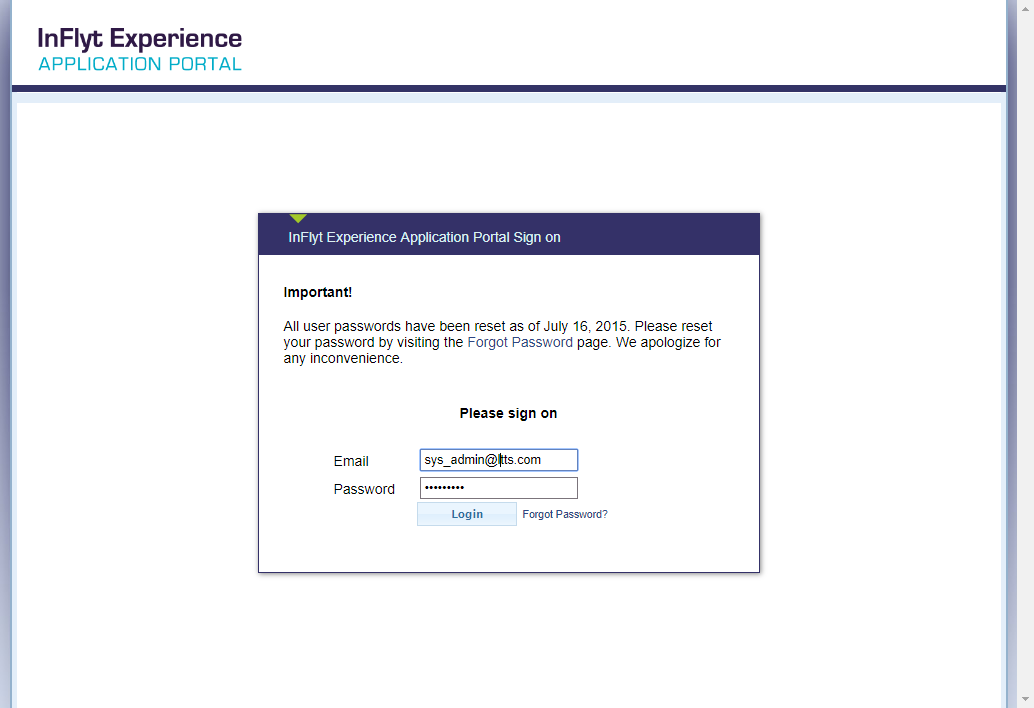 InFlyt Experience
APPLICATION PORTAL
InFlyt Experience Application Portal Sign on
Important!
All user passwords have been reset as of July 16, 2015. Please reset
your password by visiting the Forgot Password page. We apologize for
any inconvenience.
Please sign on
Email sys_admin@ltts.com
Password •••••••••
Login Forgot Password?